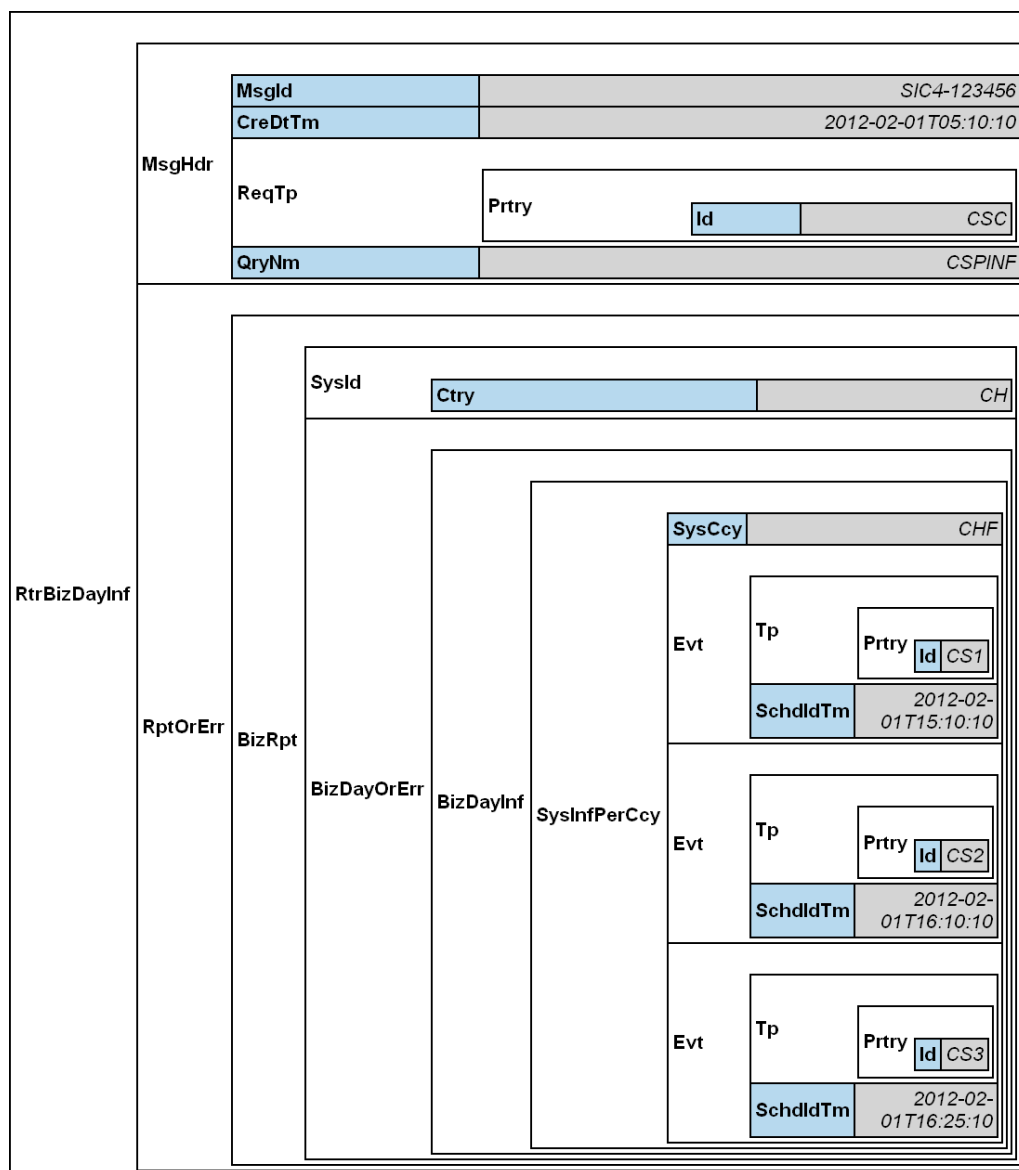 MsgId SIC4-123456
CreDtTm 2012-02-01T05:10:10
MsgHdr
ReqTp
Prtry
Id CSC
QryNm CSPINF
SysId
Ctry CH
SysCcy CHF
RtrBizDayInf
Evt
Tp
Prtry
Id CS1
SchdldTm 2012-02-
01T15:10:10
RptOrErr
BizRpt
BizDayOrErr
BizDayInf
SysInfPerCcy
Evt
Tp
Prtry
Id CS2
SchdldTm 2012-02-
01T16:10:10
Evt
Tp
Prtry
Id CS3
SchdldTm 2012-02-
01T16:25:10